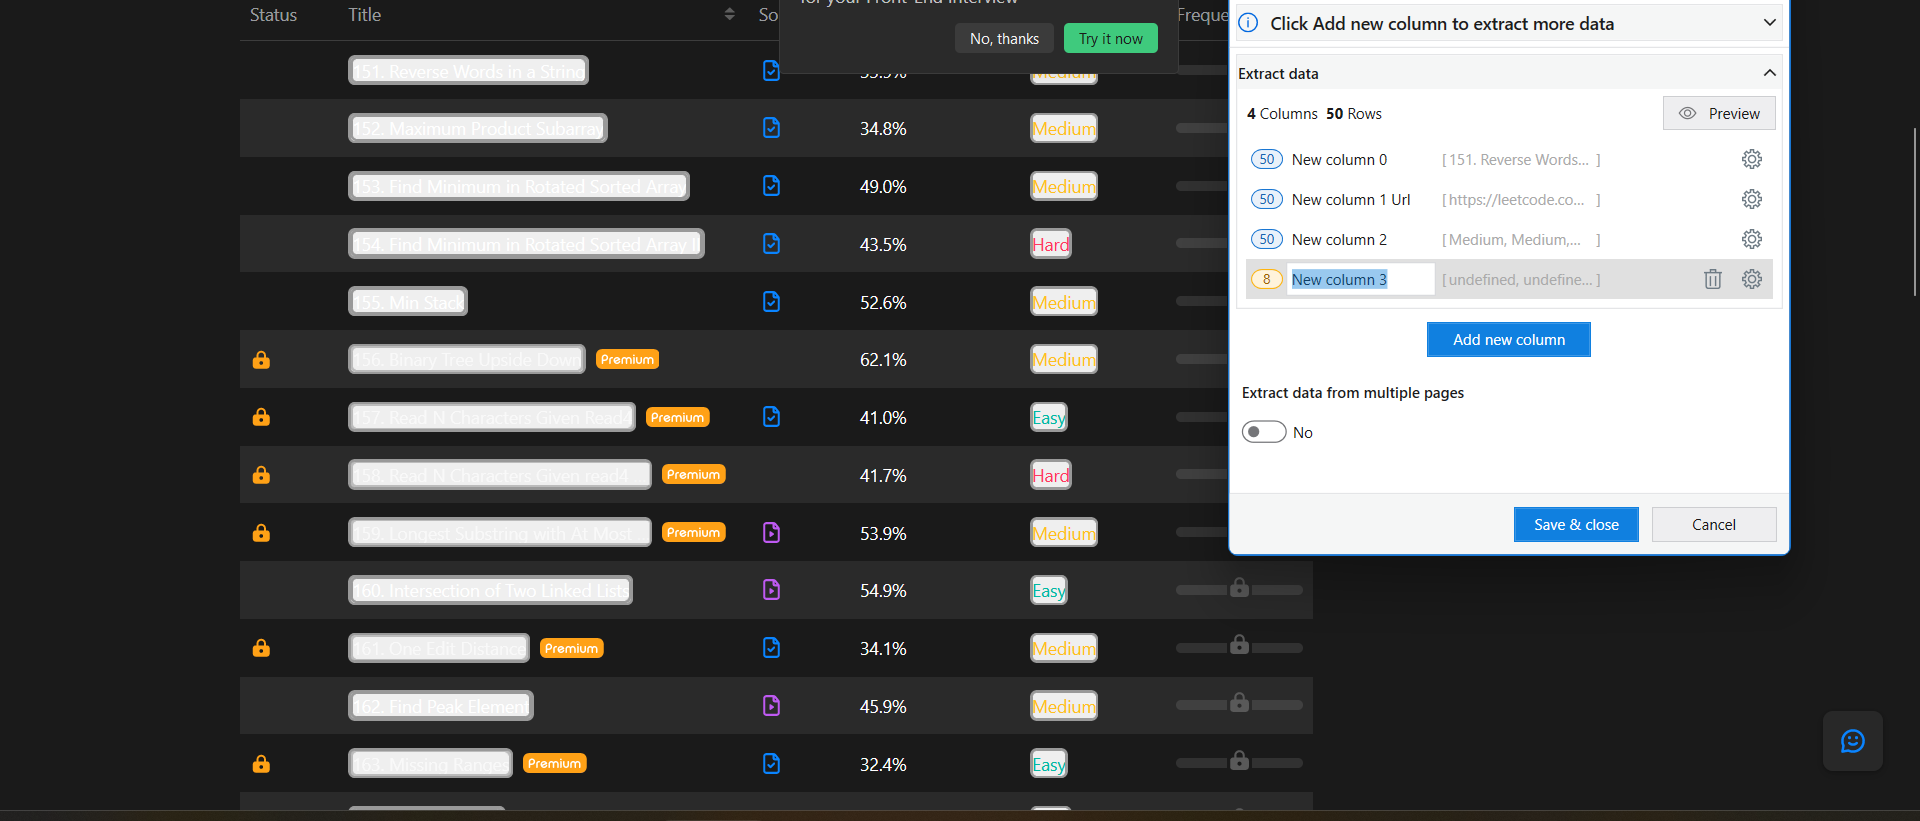 for your Front-End Interview
No, thanks
Try it now
Status
Title
So
Freque
151. Reverse Words in a String
Medium
152. Maximum Product Subarray
34.8%
Medium
153. Find Minimum in Rotated Sorted Array
49.0%
Medium
154. Find Minimum in Rotated Sorted Array II
43.5%
Hard
155. Min Stack
52.6%
Medium
156. Binary Tree Upside Down
Premium
62.1%
Medium
157. Read N Characters Given Read4
Premium
41.0%
Easy
158. Read N Characters Given read4
Premium
41.7%
Hard
159. Longest Substring with At Most
Premium
53.9%
Medium
160. Intersection of Two Linked Lists
54.9%
Easy
161. One Edit Distance
Premium
34.1%
Medium
162. Find Peak Element
45.9%
Medium
163. Missing Ranges
Premium
32.4%
Easy
Click Add new column to extract more data
Extract data
4 Columns 50 Rows
Preview
50 New column 0 [ 151. Reverse Words... ]
50 New column 1 Url [ https://leetcode.co... ]
50 New column 2 [ Medium, Medium,... ]
8 New column 3 [ undefined, undefine... ]
Add new column
Extract data from multiple pages
No
Save & close
Cancel